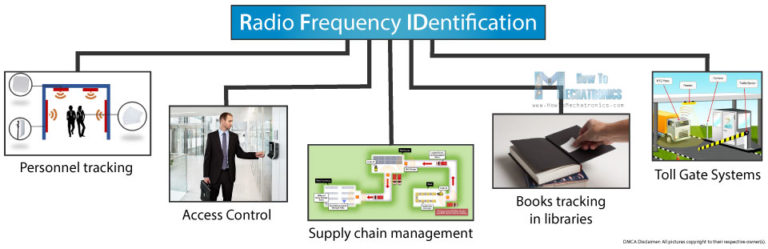 Radio Frequency IDentification
How To
MECHATRONICS
www.HowToMechatronics.com
Personnel tracking
Access Control
Supply chain management
Books tracking
in libraries
Toll Gate Systems
DMCA Disclaimer: All pictures copyright to their respective owner(s).